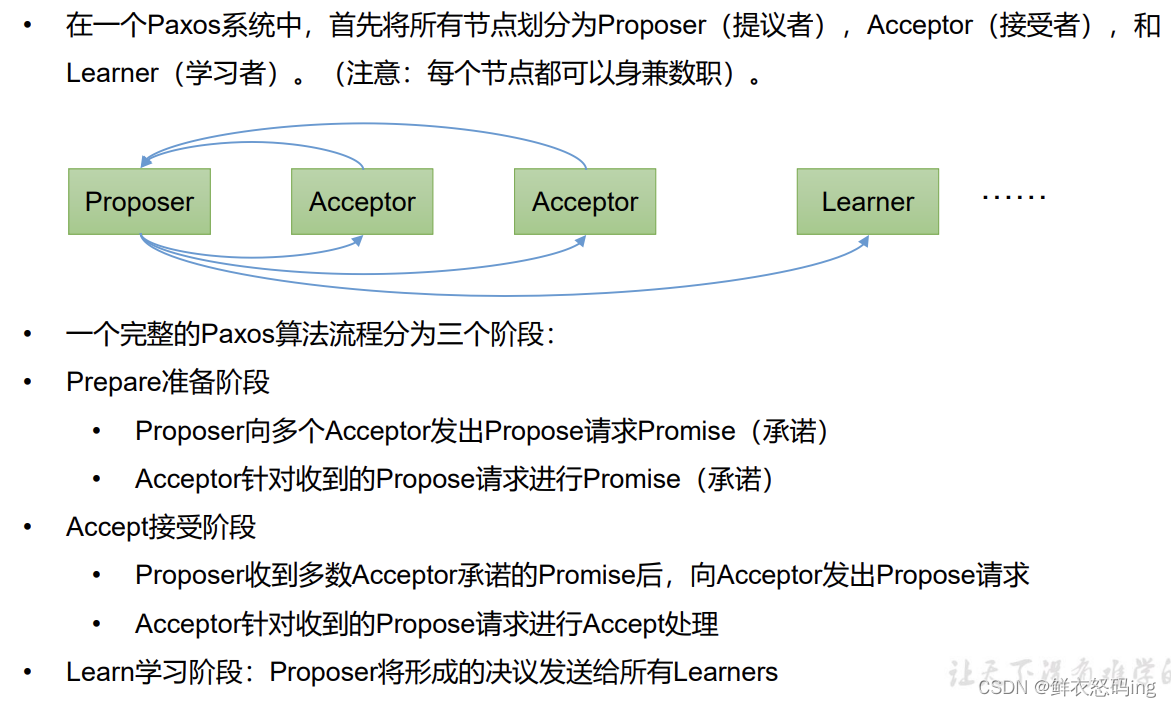 • 在一个Paxos系统中，首先将所有节点划分为Proposer（提议者），Acceptor（接受者），和
Learner（学习者）。（注意：每个节点都可以身兼数职）。
Proposer
Acceptor
Acceptor
Learner
······
• 一个完整的Paxos算法流程分为三个阶段：
• Prepare准备阶段
• Proposer向多个Acceptor发出Propose请求Promise（承诺）
• Acceptor针对收到的Propose请求进行Promise（承诺）
• Accept接受阶段
• Proposer收到多数Acceptor承诺的Promise后，向Acceptor发出Propose请求
• Acceptor针对收到的Propose请求进行Accept处理
• Learn学习阶段：Proposer将形成的决议发送给所有Learners
让天下没有难学的
CSDN @鲜衣怒码ing